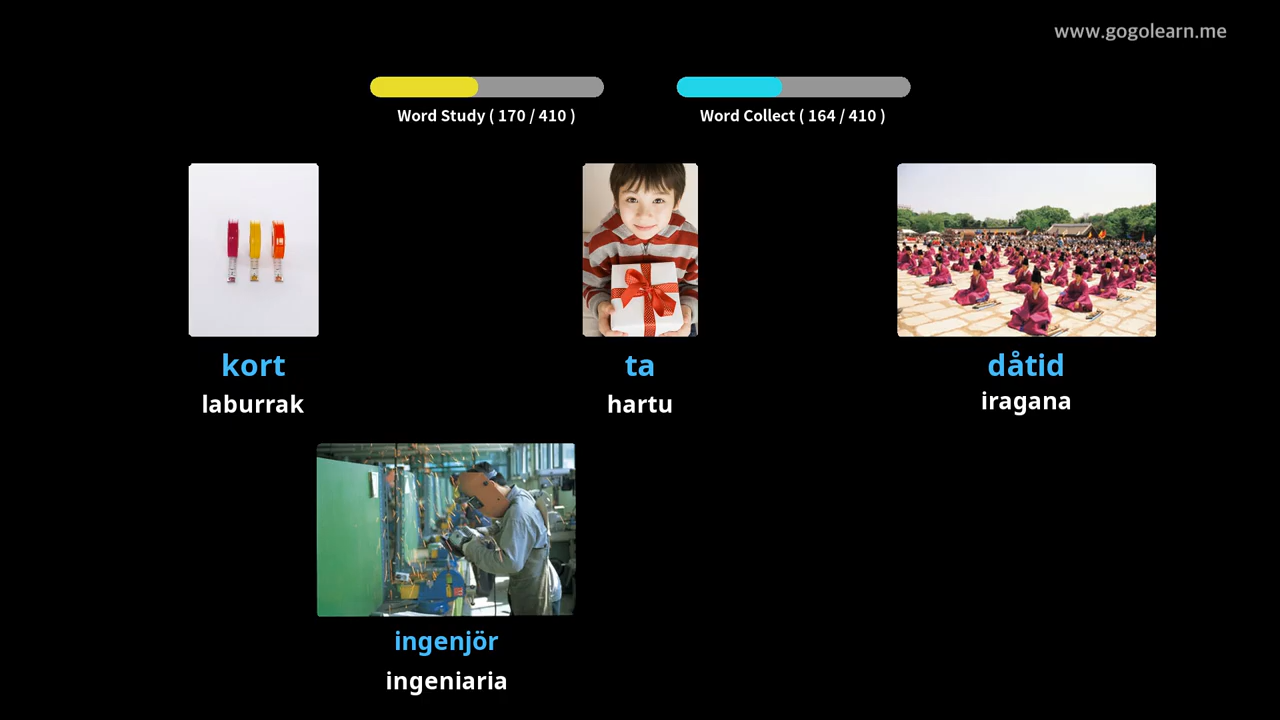 www.gogolearn.me
Word Study ( 170 / 410 )
Word Collect ( 164 / 410 )
kort
laburrak
ta
hartu
dåtid
iragana
ingenjör
ingeniaria